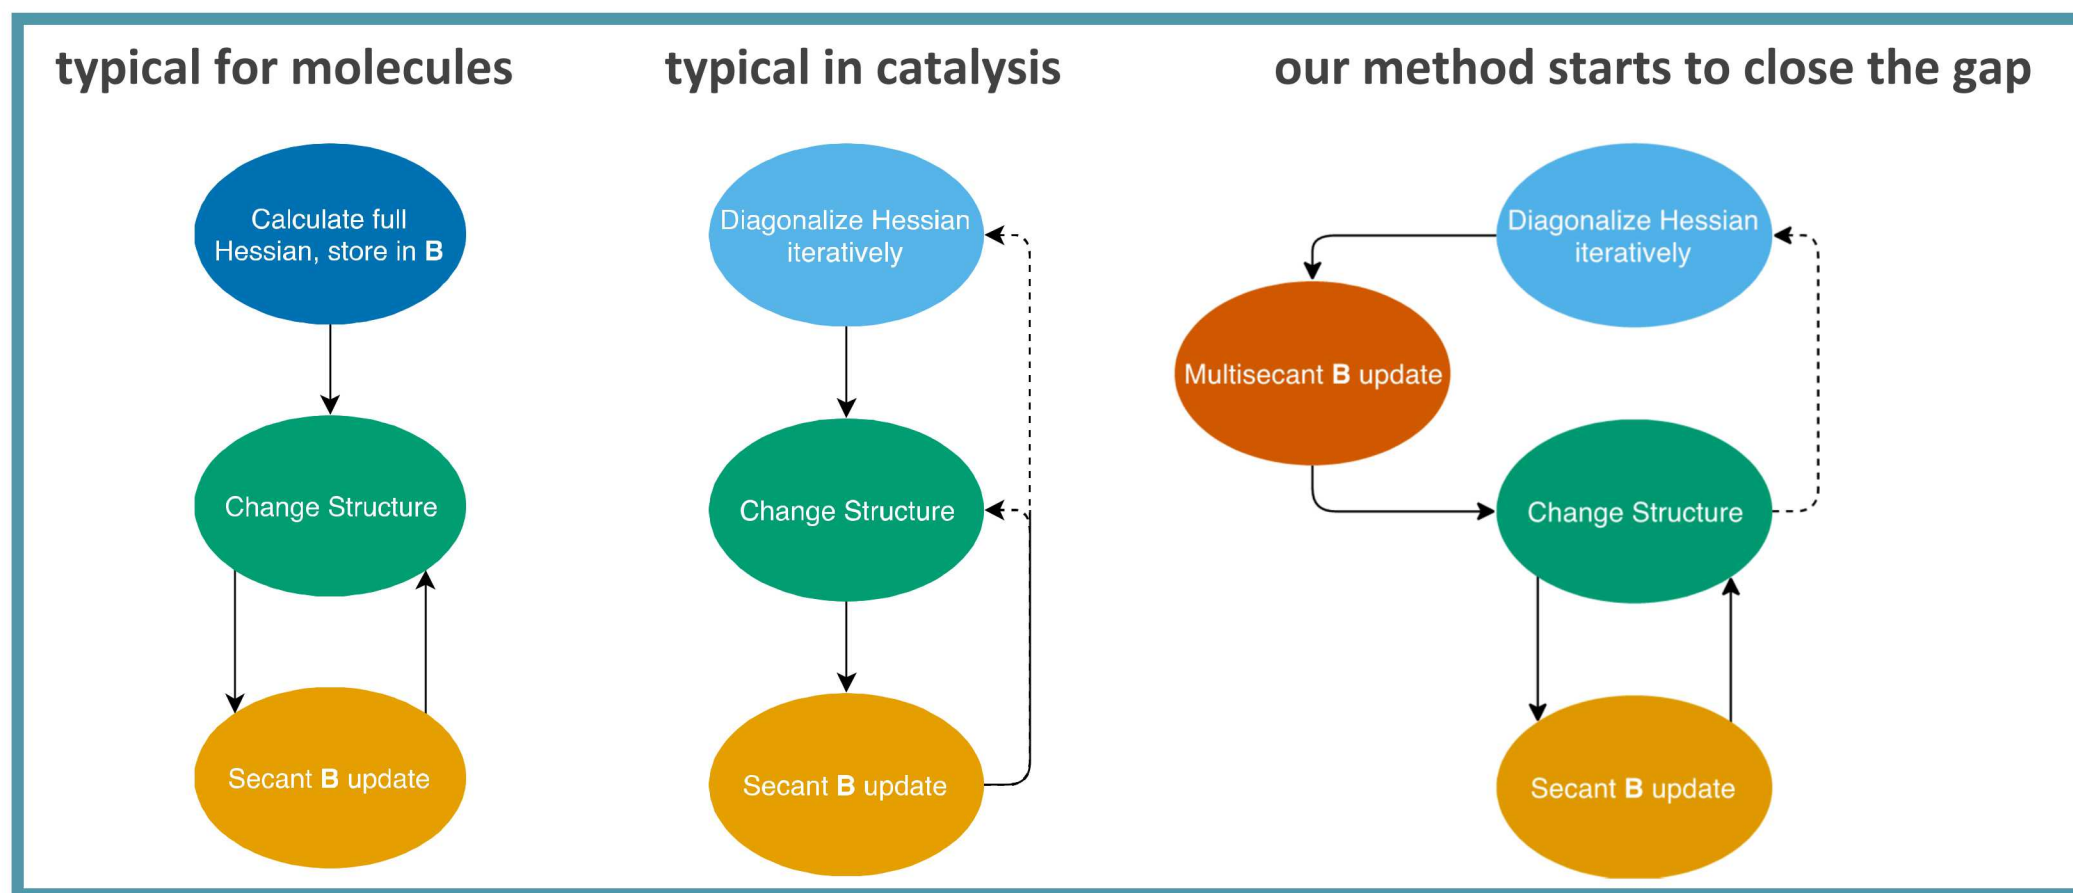 typical for molecules
Calculate full
Hessian, store in B
Change Structure
Secant B update
typical in catalysis
Diagonalize Hessian
iteratively
Change Structure
Secant B update
our method starts to close the gap
Diagonalize Hessian
iteratively
Multisecant B update
Change Structure
Secant B update